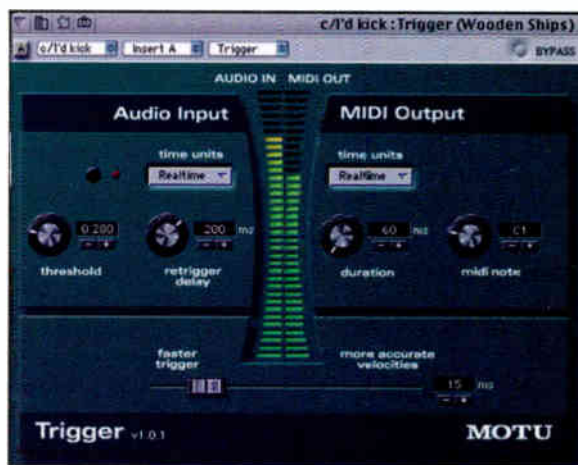 c/l'd kick : Trigger (Wooden Ships)
c/l'd kick Insert A Trigger BYPASS
AUDIO IN MIDI OUT
Audio Input MIDI Output
time units time units
Realtime Realtime
0.200 200 ms 60 ms C1
threshold retrigger delay duration midi note
faster trigger more accurate velocities
15 ms
Trigger v1.0.1 MOTU